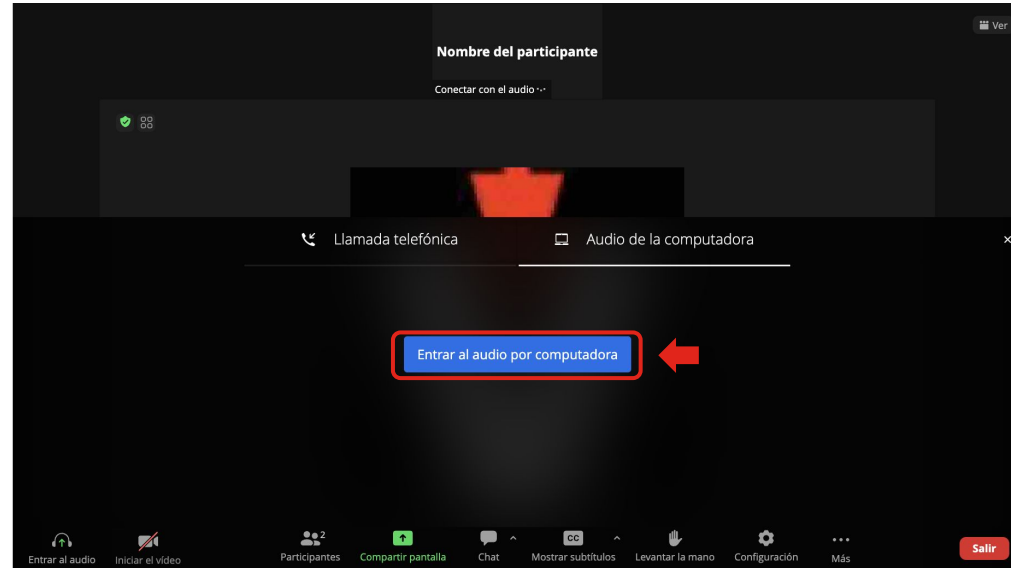 Ver
Nombre del participante
Conectar con el audio
Llamada telefónica
Audio de la computadora
Entrar al audio por computadora
2
CC
Entrar al audio
Iniciar el vídeo
Participantes
Compartir pantalla
Chat
Mostrar subtítulos
Levantar la mano
Configuración
Más
Salir